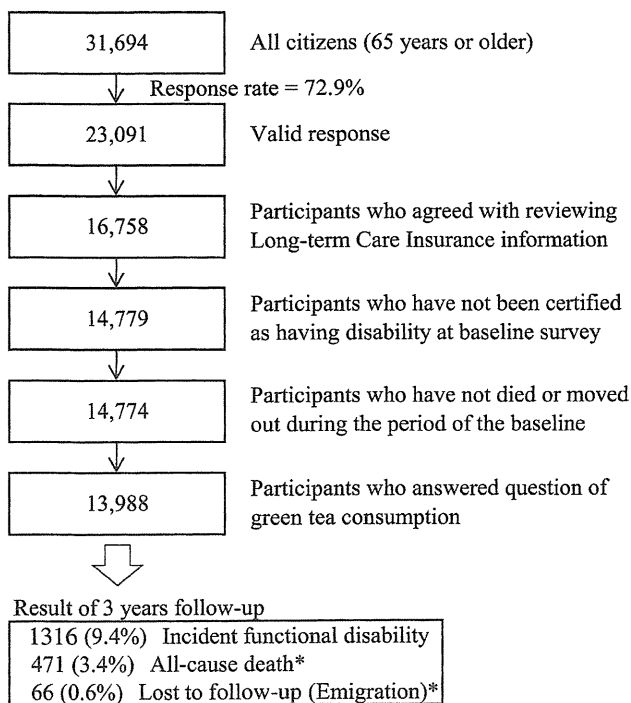 31,694 All citizens (65 years or older)
Response rate = 72.9%
23,091 Valid response
16,758 Participants who agreed with reviewing
Long-term Care Insurance information
14,779 Participants who have not been certified
as having disability at baseline survey
14,774 Participants who have not died or moved
out during the period of the baseline
13,988 Participants who answered question of
green tea consumption
Result of 3 years follow-up
1316 (9.4%) Incident functional disability
471 (3.4%) All-cause death*
66 (0.6%) Lost to follow-up (Emigration)*